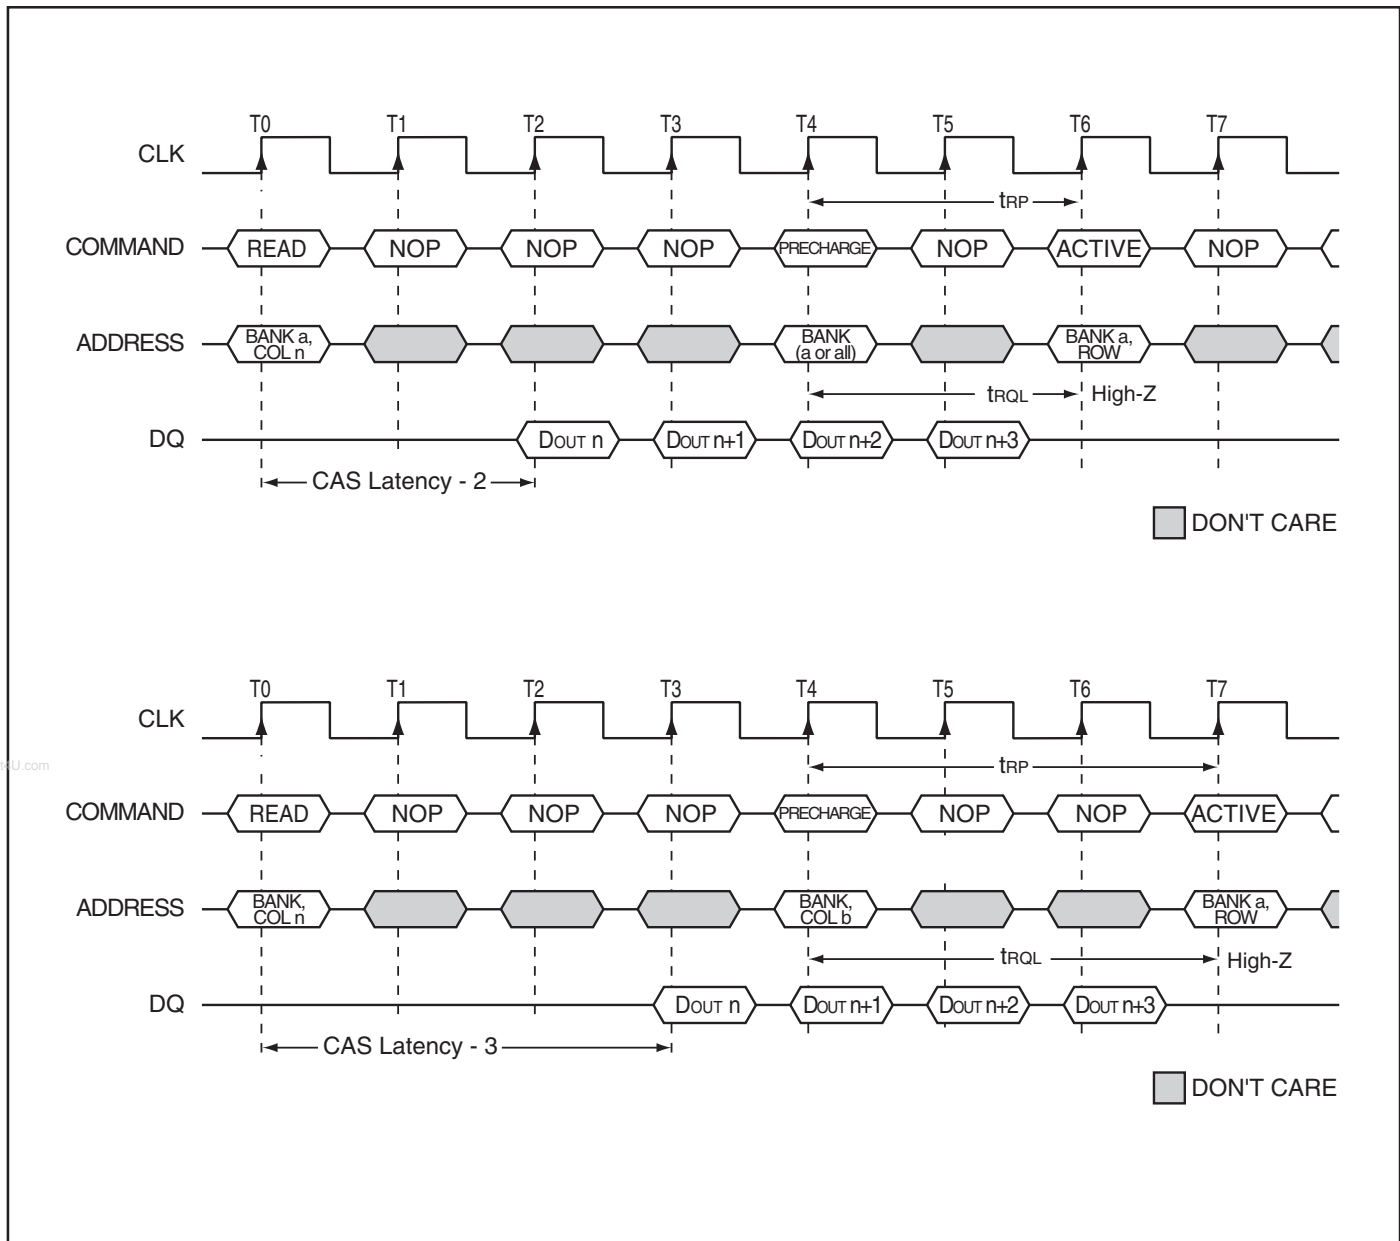 T0 T1 T2 T3 T4 T5 T6 T7
CLK
tRP
COMMAND READ NOP NOP NOP PRECHARGE NOP ACTIVE NOP
ADDRESS BANK a, COL n BANK (a or all) BANK a, ROW
tRQL High-Z
DQ DOUT n DOUT n+1 DOUT n+2 DOUT n+3
CAS Latency - 2
DON'T CARE
T0 T1 T2 T3 T4 T5 T6 T7
CLK
t4U.com
tRP
COMMAND READ NOP NOP NOP PRECHARGE NOP NOP ACTIVE
ADDRESS BANK, COL n BANK, COL b BANK a, ROW
tRQL High-Z
DQ DOUT n DOUT n+1 DOUT n+2 DOUT n+3
CAS Latency - 3
DON'T CARE